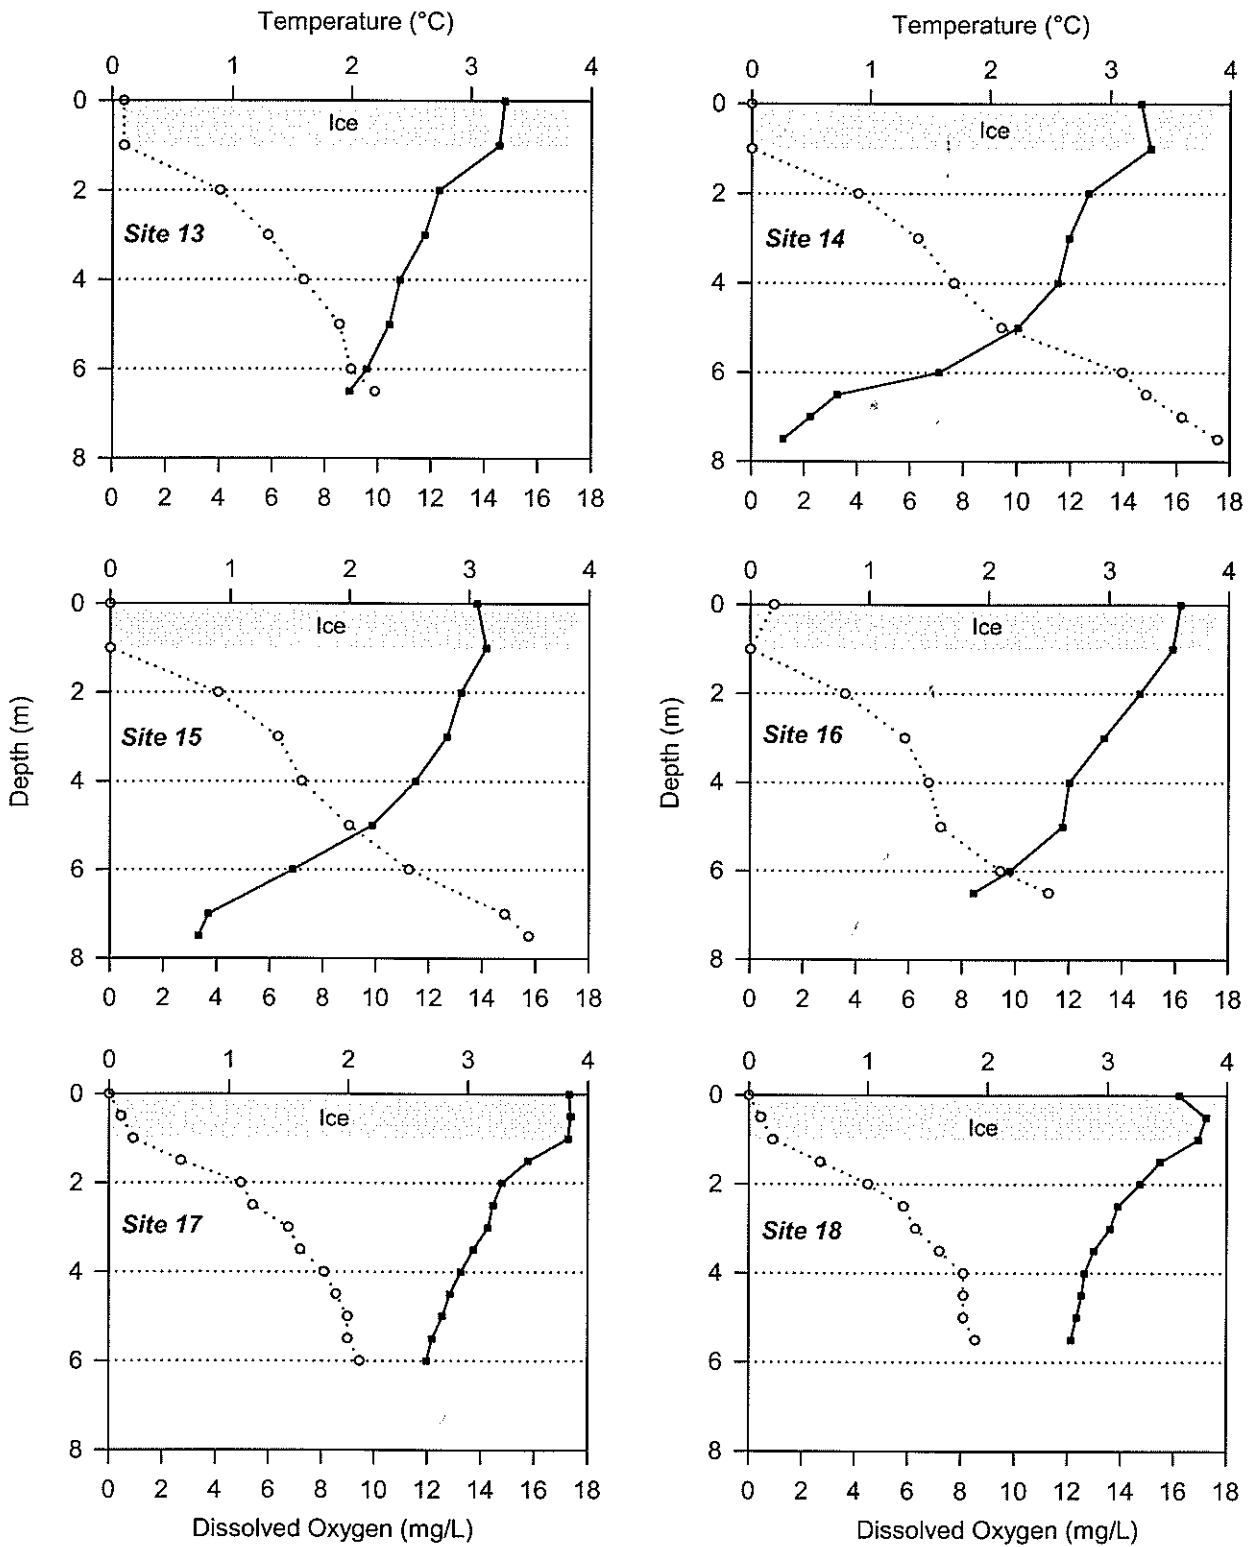 Temperature (°C)
0 1 2 3 4
0
Ice
2
Site 13
4
6
8
0 2 4 6 8 10 12 14 16 18
Temperature (°C)
0 1 2 3 4
0
Ice
2
Site 14
4
6
8
0 2 4 6 8 10 12 14 16 18
0 1 2 3 4
0
Ice
2
Site 15
4
6
8
0 2 4 6 8 10 12 14 16 18
Depth (m)
0 1 2 3 4
0
Ice
2
Site 16
4
6
8
0 2 4 6 8 10 12 14 16 18
Depth (m)
0 1 2 3 4
0
Ice
2
Site 17
4
6
8
0 2 4 6 8 10 12 14 16 18
Dissolved Oxygen (mg/L)
0 1 2 3 4
0
Ice
2
Site 18
4
6
8
0 2 4 6 8 10 12 14 16 18
Dissolved Oxygen (mg/L)